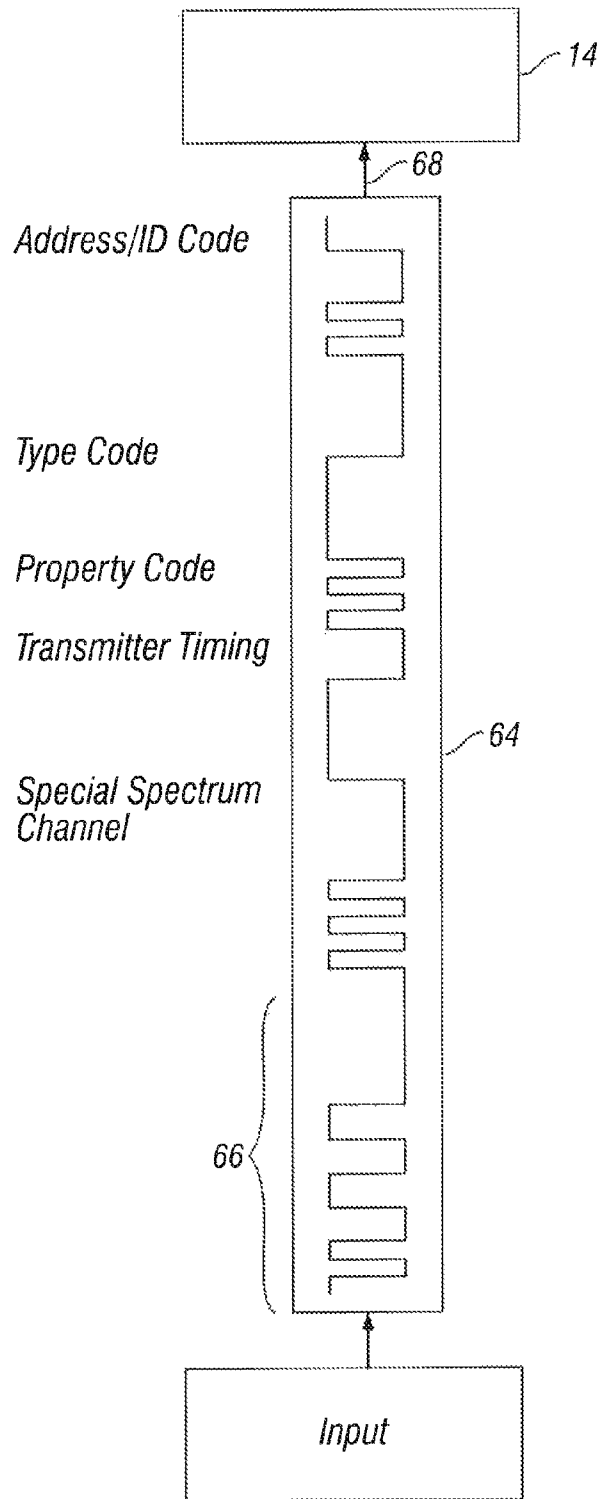 14
68
Address/ID Code
Type Code
Property Code
Transmitter Timing
64
Special Spectrum
Channel
66
Input